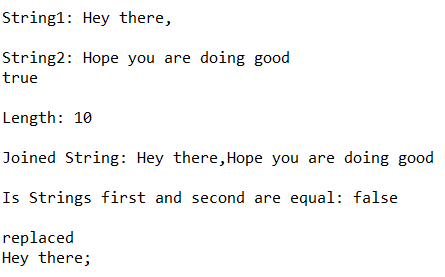 String1: Hey there,
String2: Hope you are doing good
true
Length: 10
Joined String: Hey there,Hope you are doing good
Is Strings first and second are equal: false
replaced
Hey there;